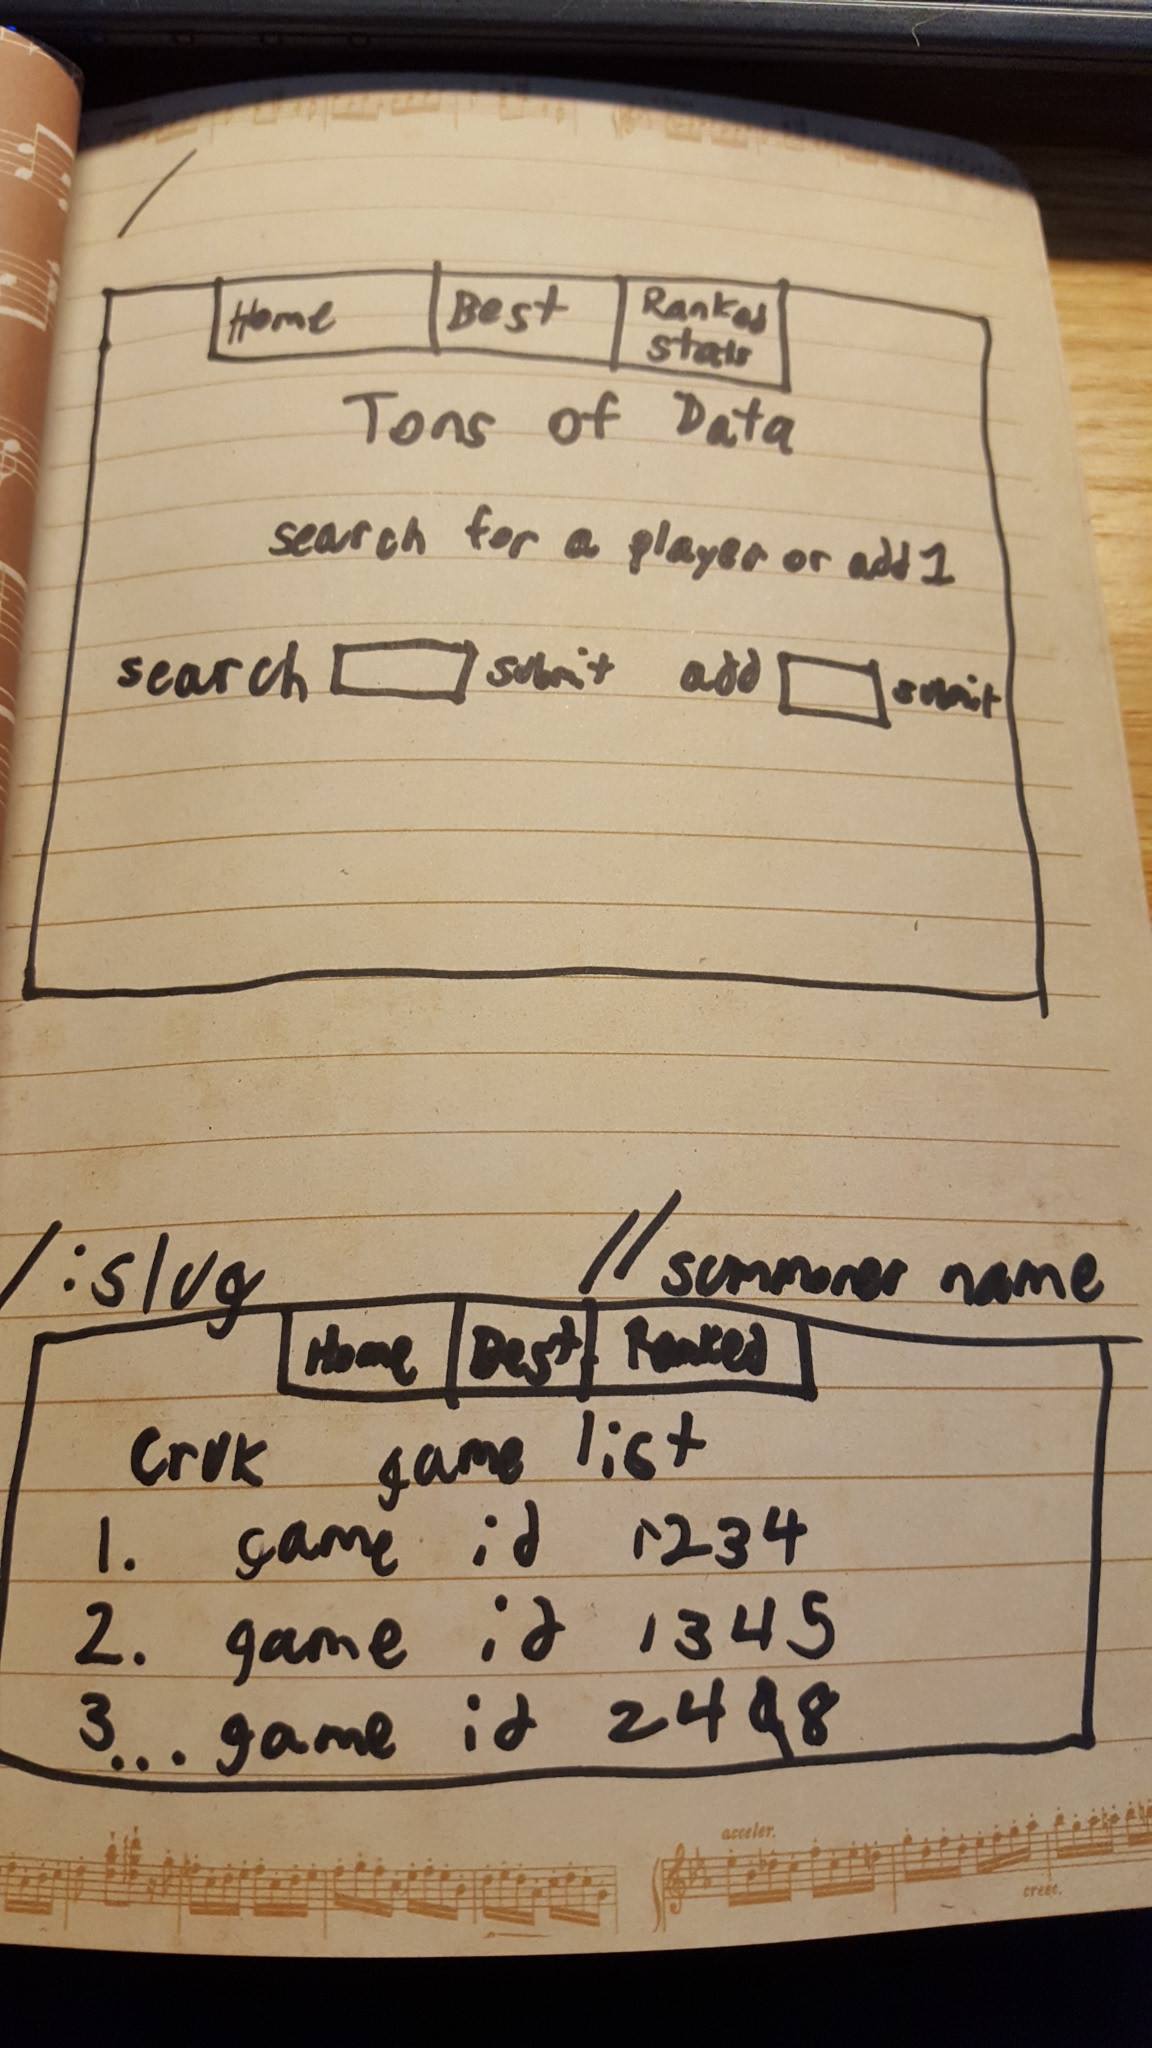 /
Home Best Ranked
stats
Tons of Data
search for a player or add 1
search submit add submit
/:slug // summoner name
Home Best Ranked
Crvk game list
1. game id 1234
2. game id 1345
3... game id 2498
acceler.
cresc.